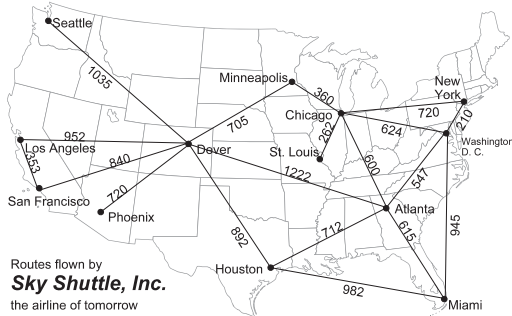 Seattle
1035
Minneapolis
360
New
York
Chicago
720
210
705
624
Washington
D. C.
952
Los Angeles
353
Dever
262
St. Louis
600
840
1222
547
720
San Francisco
Phoenix
Atlanta
892
712
615
945
Houston
982
Miami
Routes flown by
Sky Shuttle, Inc.
the airline of tomorrow